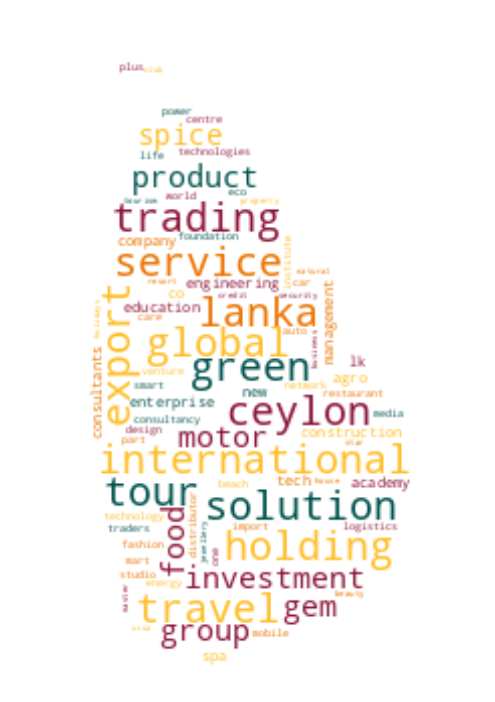 plus club
power
centre
spice
life technologies
product
eco
tourism world property
trading
foundation
company
institute
service
natural
resort engineering car
co credit security
holidays
export
education lanka
care
management
auto
global
business
consultants
lk
green
venture agro
smart network
new restaurant
enterprise
ceylon media
consultancy
design motor construction
part star
international
tech house academy
beach
tour
solution
technology
distributor
traders import logistics
food
jewellery
one
fashion holding
mart
studio investment
energy
master beauty
travel gem
visa group mobile
spa